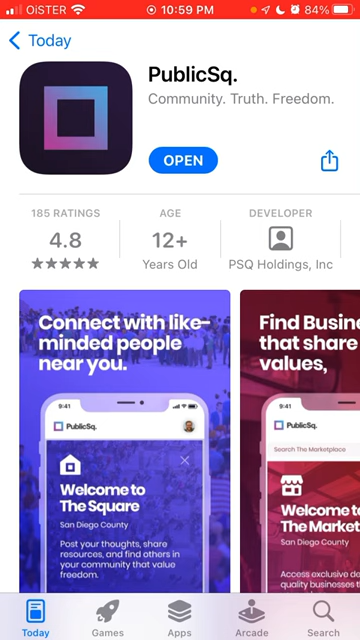 OiSTER 10:59 PM 84%
Today
PublicSq.
Community. Truth. Freedom.
OPEN
185 RATINGS AGE DEVELOPER
4.8 12+
Years Old PSQ Holdings, Inc
Connect with like-
minded people
near you.
9:41
PublicSq.
Welcome to
The Square
San Diego County
Post your thoughts, share
resources, and find others in
your community that value
freedom.
Find Busine
that share
values,
9:41
PublicSq.
Search The Marketplace
Welcome to
The Market
San Diego County
Access exclusive de
quality businesses t
Today Games Apps Arcade Search